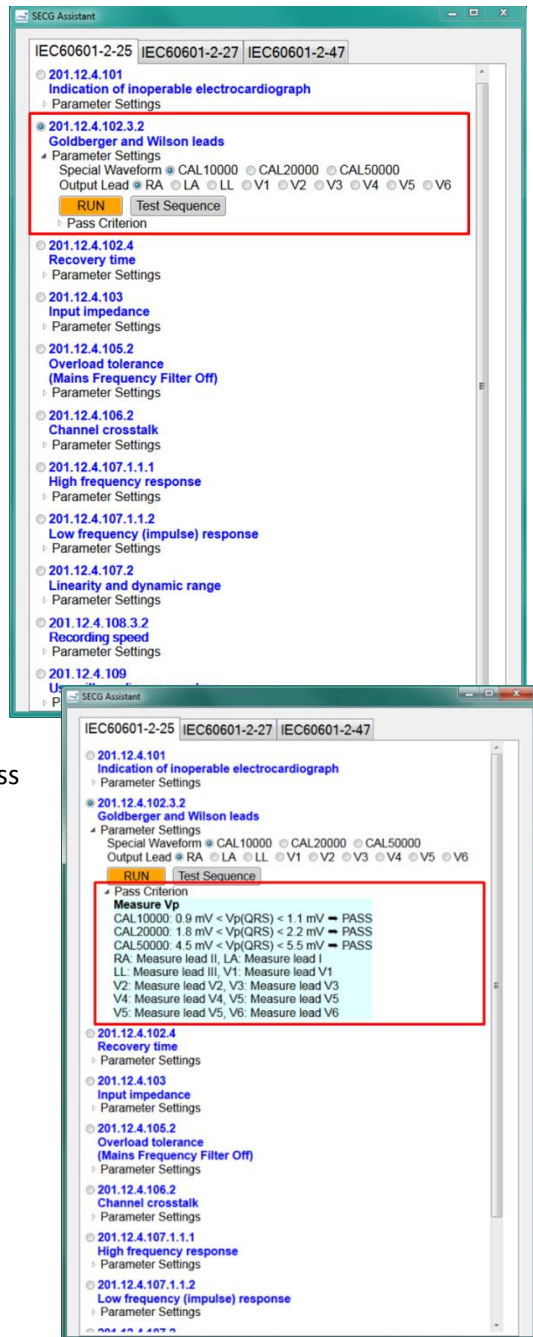 SECG Assistant
IEC60601-2-25 IEC60601-2-27 IEC60601-2-47
201.12.4.101
Indication of inoperable electrocardiograph
Parameter Settings
201.12.4.102.3.2
Goldberger and Wilson leads
Parameter Settings
Special Waveform CAL10000 CAL20000 CAL50000
Output Lead RA LA LL V1 V2 V3 V4 V5 V6
RUN Test Sequence
Pass Criterion
201.12.4.102.4
Recovery time
Parameter Settings
201.12.4.103
Input impedance
Parameter Settings
201.12.4.105.2
Overload tolerance
(Mains Frequency Filter Off)
Parameter Settings
201.12.4.106.2
Channel crosstalk
Parameter Settings
201.12.4.107.1.1.1
High frequency response
Parameter Settings
201.12.4.107.1.1.2
Low frequency (impulse) response
Parameter Settings
201.12.4.107.2
Linearity and dynamic range
Parameter Settings
201.12.4.108.3.2
Recording speed
Parameter Settings
201.12.4.109
ss
SECG Assistant
IEC60601-2-25 IEC60601-2-27 IEC60601-2-47
201.12.4.101
Indication of inoperable electrocardiograph
Parameter Settings
201.12.4.102.3.2
Goldberger and Wilson leads
Parameter Settings
Special Waveform CAL10000 CAL20000 CAL50000
Output Lead RA LA LL V1 V2 V3 V4 V5 V6
RUN Test Sequence
Pass Criterion
Measure Vp
CAL10000: 0.9 mV < Vp(QRS) < 1.1 mV ➡ PASS
CAL20000: 1.8 mV < Vp(QRS) < 2.2 mV ➡ PASS
CAL50000: 4.5 mV < Vp(QRS) < 5.5 mV ➡ PASS
RA: Measure lead II, LA: Measure lead I
LL: Measure lead III, V1: Measure lead V1
V2: Measure lead V2, V3: Measure lead V3
V4: Measure lead V4, V5: Measure lead V5
V5: Measure lead V5, V6: Measure lead V6
201.12.4.102.4
Recovery time
Parameter Settings
201.12.4.103
Input impedance
Parameter Settings
201.12.4.105.2
Overload tolerance
(Mains Frequency Filter Off)
Parameter Settings
201.12.4.106.2
Channel crosstalk
Parameter Settings
201.12.4.107.1.1.1
High frequency response
Parameter Settings
201.12.4.107.1.1.2
Low frequency (impulse) response
Parameter Settings